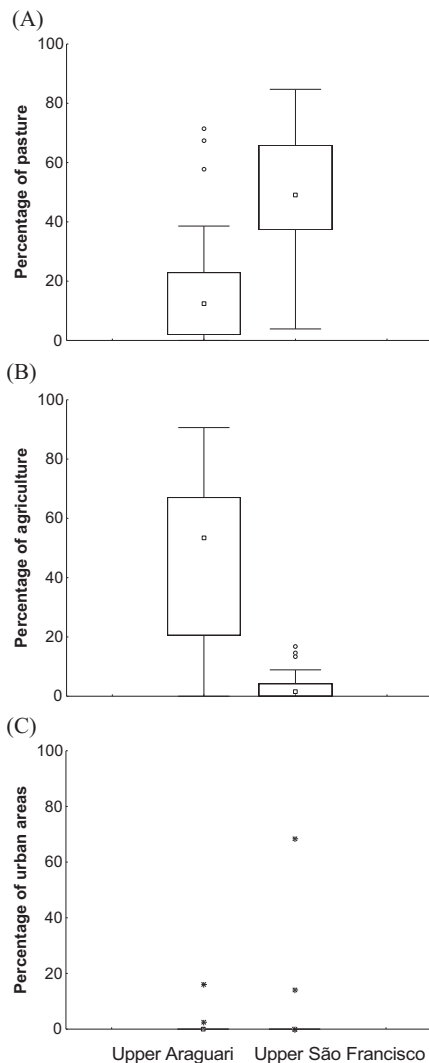 (A)
100
80
60
40
20
0
Percentage of pasture
(B)
100
80
60
40
20
0
Percentage of agriculture
(C)
100
80
60
40
20
0
Percentage of urban areas
Upper Araguari Upper São Francisco